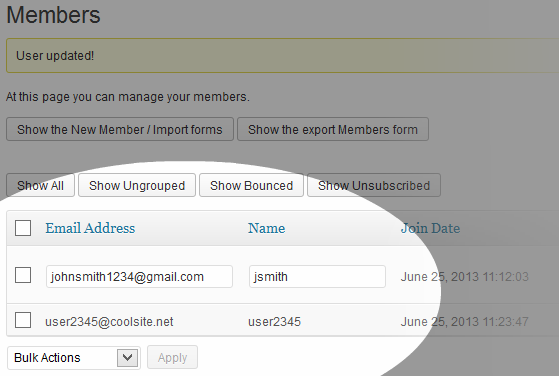 Members
User updated!
At this page you can manage your members.
Show the New Member / Import forms Show the export Members form
Show All Show Ungrouped Show Bounced Show Unsubscribed
Email Address Name Join Date
johnsmith1234@gmail.com jsmith June 25, 2013 11:12:03
user2345@coolsite.net user2345 June 25, 2013 11:23:47
Bulk Actions Apply